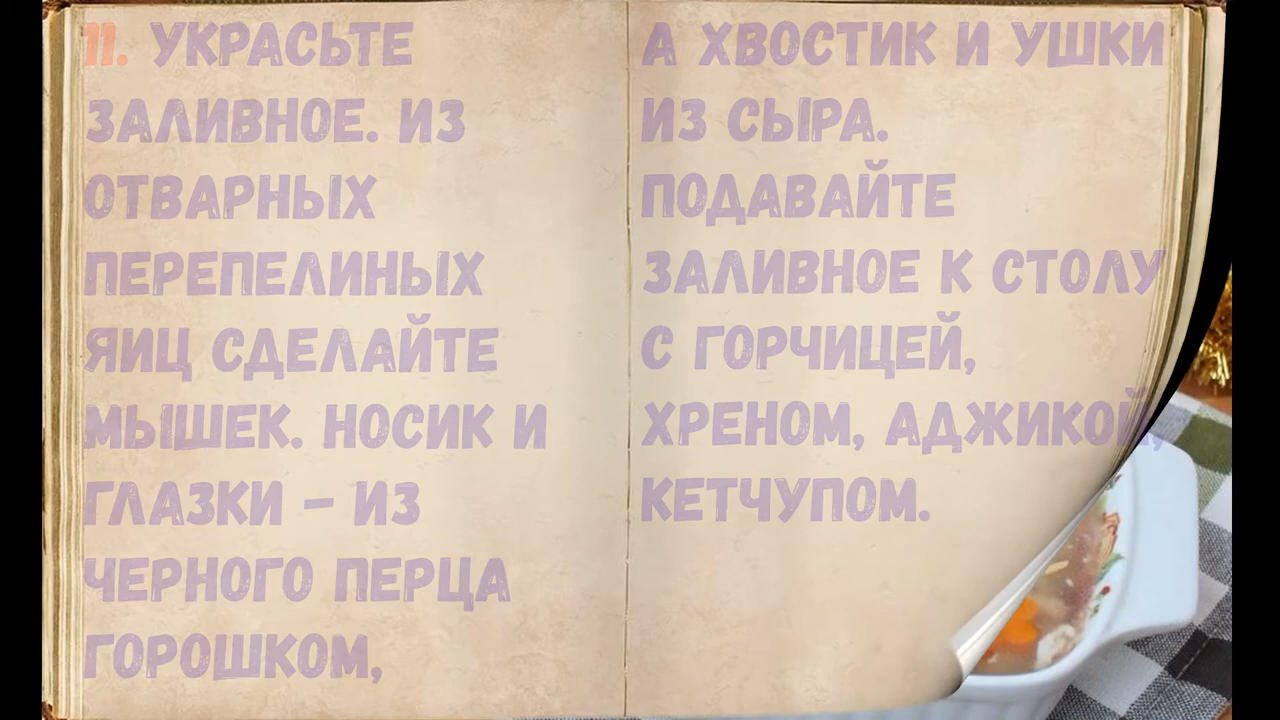 11. УКРАСЬТЕ
ЗАЛИВНОЕ. ИЗ
ОТВАРНЫХ
ПЕРЕПЕЛИНЫХ
ЯИЦ СДЕЛАЙТЕ
МЫШЕК. НОСИК И
ГЛАЗКИ – ИЗ
ЧЕРНОГО ПЕРЦА
ГОРОШКОМ,
А ХВОСТИК И УШКИ
ИЗ СЫРА.
ПОДАВАЙТЕ
ЗАЛИВНОЕ К СТОЛУ
С ГОРЧИЦЕЙ,
ХРЕНОМ, АДЖИКОЙ,
КЕТЧУПОМ.